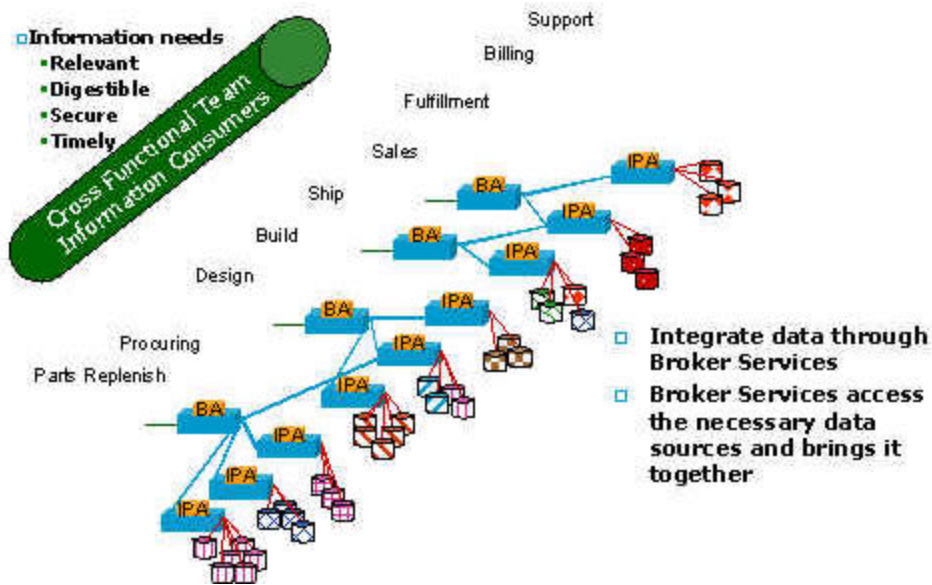 Information needs
Relevant
Digestible
Secure
Timely
Cross Functional Team
Information Consumers
Support
Billing
Fulfillment
Sales
Ship
Build
Design
Procuring
Parts Replenish
IPA
BA
IPA
BA
IPA
BA
IPA
IPA
IPA
BA
IPA
IPA
IPA
Integrate data through
Broker Services
Broker Services access
the necessary data
sources and brings it
together